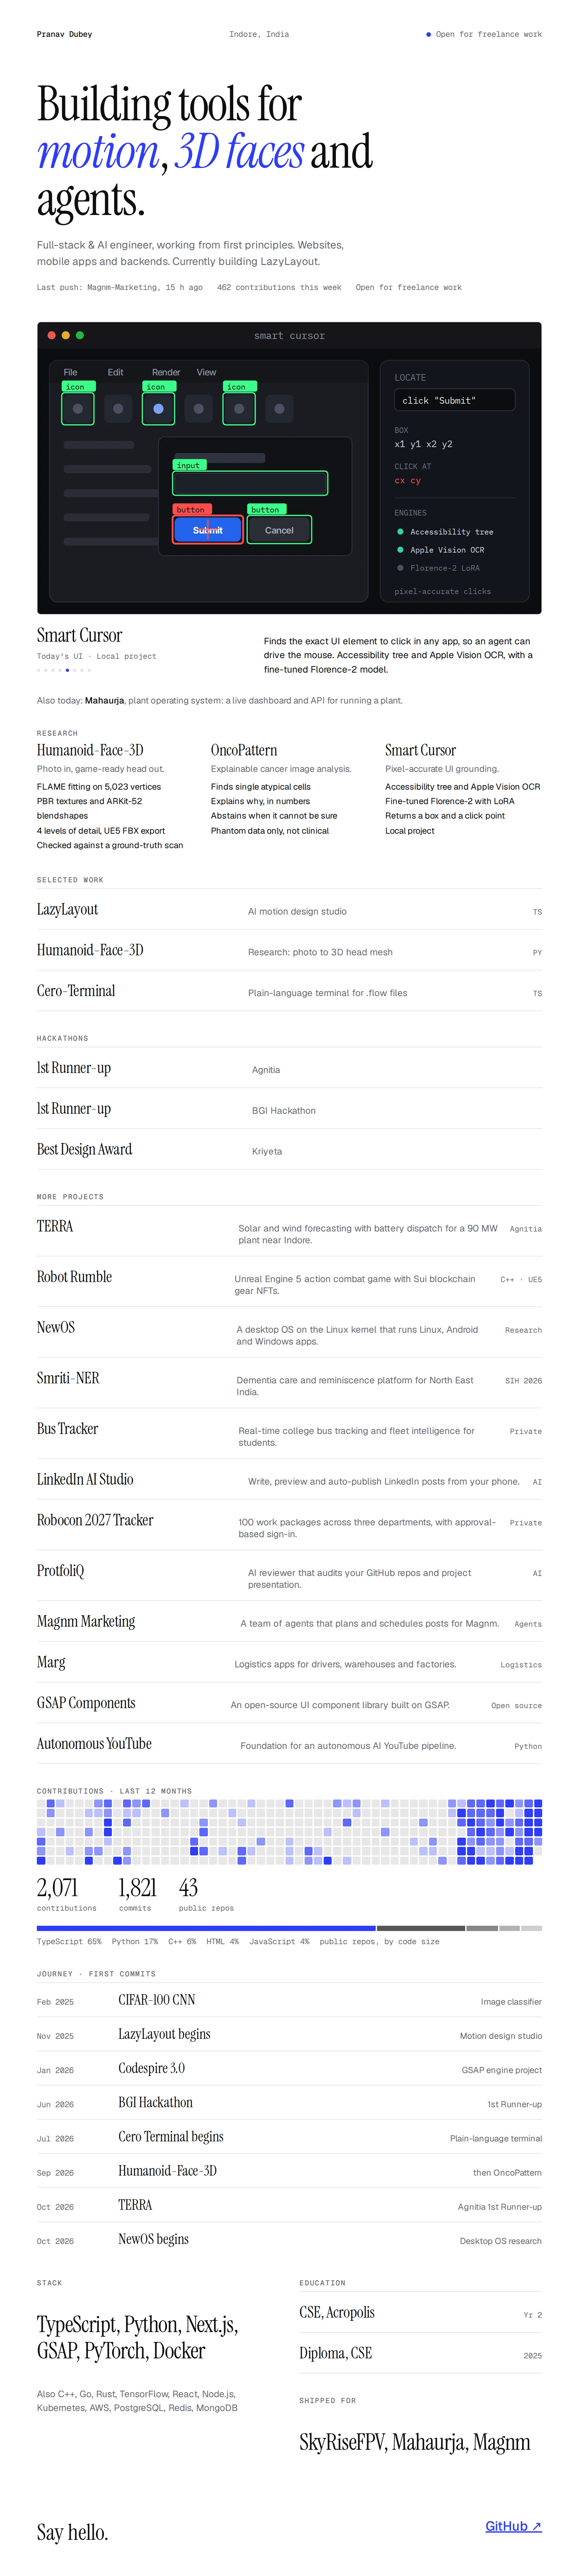 Pranav Dubey
Indore, India
Open for freelance work
Building tools for
motion, 3D faces and
agents.
Full-stack & AI engineer, working from first principles. Websites,
mobile apps and backends. Currently building LazyLayout.
Last push: Magnm-Marketing, 15 h ago
462 contributions this week
Open for freelance work
smart cursor
File Edit Render View
icon icon icon
input
button button
Submit Cancel
LOCATE
click "Submit"
BOX
x1 y1 x2 y2
CLICK AT
cx cy
ENGINES
Accessibility tree
Apple Vision OCR
Florence-2 LoRA
pixel-accurate clicks
Smart Cursor
Today's UI · Local project
Finds the exact UI element to click in any app, so an agent can
drive the mouse. Accessibility tree and Apple Vision OCR, with a
fine-tuned Florence-2 model.
Also today: Mahaurja, plant operating system: a live dashboard and API for running a plant.
RESEARCH
Humanoid-Face-3D
Photo in, game-ready head out.
FLAME fitting on 5,023 vertices
PBR textures and ARKit-52
blendshapes
4 levels of detail, UE5 FBX export
Checked against a ground-truth scan
OncoPattern
Explainable cancer image analysis.
Finds single atypical cells
Explains why, in numbers
Abstains when it cannot be sure
Phantom data only, not clinical
Smart Cursor
Pixel-accurate UI grounding.
Accessibility tree and Apple Vision OCR
Fine-tuned Florence-2 with LoRA
Returns a box and a click point
Local project
SELECTED WORK
LazyLayout AI motion design studio TS
Humanoid-Face-3D Research: photo to 3D head mesh PY
Cero-Terminal Plain-language terminal for .flow files TS
HACKATHONS
1st Runner-up Agnitia
1st Runner-up BGI Hackathon
Best Design Award Kriyeta
MORE PROJECTS
TERRA Solar and wind forecasting with battery dispatch for a 90 MW Agnitia
plant near Indore.
Robot Rumble Unreal Engine 5 action combat game with Sui blockchain C++ · UE5
gear NFTs.
NewOS A desktop OS on the Linux kernel that runs Linux, Android Research
and Windows apps.
Smriti-NER Dementia care and reminiscence platform for North East SIH 2026
India.
Bus Tracker Real-time college bus tracking and fleet intelligence for Private
students.
LinkedIn AI Studio Write, preview and auto-publish LinkedIn posts from your phone. AI
Robocon 2027 Tracker 100 work packages across three departments, with approval- Private
based sign-in.
ProtfoliQ AI reviewer that audits your GitHub repos and project AI
presentation.
Magnm Marketing A team of agents that plans and schedules posts for Magnm. Agents
Marg Logistics apps for drivers, warehouses and factories. Logistics
GSAP Components An open-source UI component library built on GSAP. Open source
Autonomous YouTube Foundation for an autonomous AI YouTube pipeline. Python
CONTRIBUTIONS · LAST 12 MONTHS
2,071 1,821 43
contributions commits public repos
TypeScript 65% Python 17% C++ 6% HTML 4% JavaScript 4% public repos, by code size
JOURNEY · FIRST COMMITS
Feb 2025 CIFAR-100 CNN Image classifier
Nov 2025 LazyLayout begins Motion design studio
Jan 2026 Codespire 3.0 GSAP engine project
Jun 2026 BGI Hackathon 1st Runner-up
Jul 2026 Cero Terminal begins Plain-language terminal
Sep 2026 Humanoid-Face-3D then OncoPattern
Oct 2026 TERRA Agnitia 1st Runner-up
Oct 2026 NewOS begins Desktop OS research
STACK
TypeScript, Python, Next.js,
GSAP, PyTorch, Docker
Also C++, Go, Rust, TensorFlow, React, Node.js,
Kubernetes, AWS, PostgreSQL, Redis, MongoDB
EDUCATION
CSE, Acropolis Yr 2
Diploma, CSE 2025
SHIPPED FOR
SkyRiseFPV, Mahaurja, Magnm
Say hello.
GitHub ↗